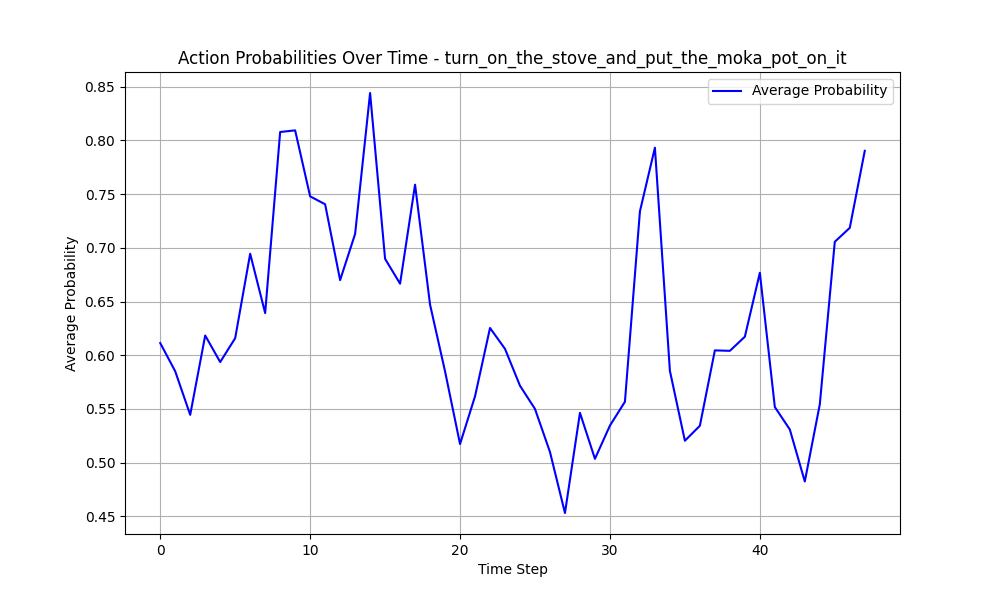 Action Probabilities Over Time - turn_on_the_stove_and_put_the_moka_pot_on_it
Average Probability
0.85
0.80
0.75
0.70
0.65
0.60
0.55
0.50
0.45
Average Probability
0 10 20 30 40
Time Step